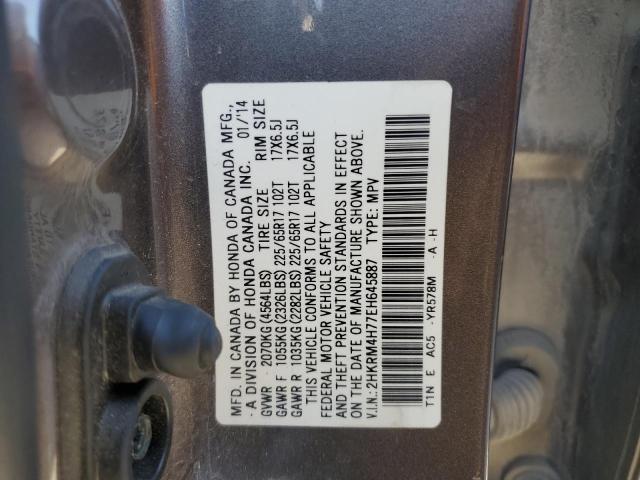 MFD. IN CANADA BY HONDA OF CANADA MFG.,
-A DIVISION OF HONDA CANADA INC. 01/'14
GVWR - 2070KG(4564LBS) TIRE SIZE RIM SIZE
GAWR F 1055KG(2326LBS) 225/65R17 102T 17X6.5J
GAWR R 1035KG(2282LBS) 225/65R17 102T 17X6.5J
THIS VEHICLE CONFORMS TO ALL APPLICABLE
FEDERAL MOTOR VEHICLE SAFETY
AND THEFT PREVENTION STANDARDS IN EFFECT
ON THE DATE OF MANUFACTURE SHOWN ABOVE.
V.I.N.: 2HKRM4H77EH645887 TYPE: MPV
T1N E AC5 -YR578M -A -H